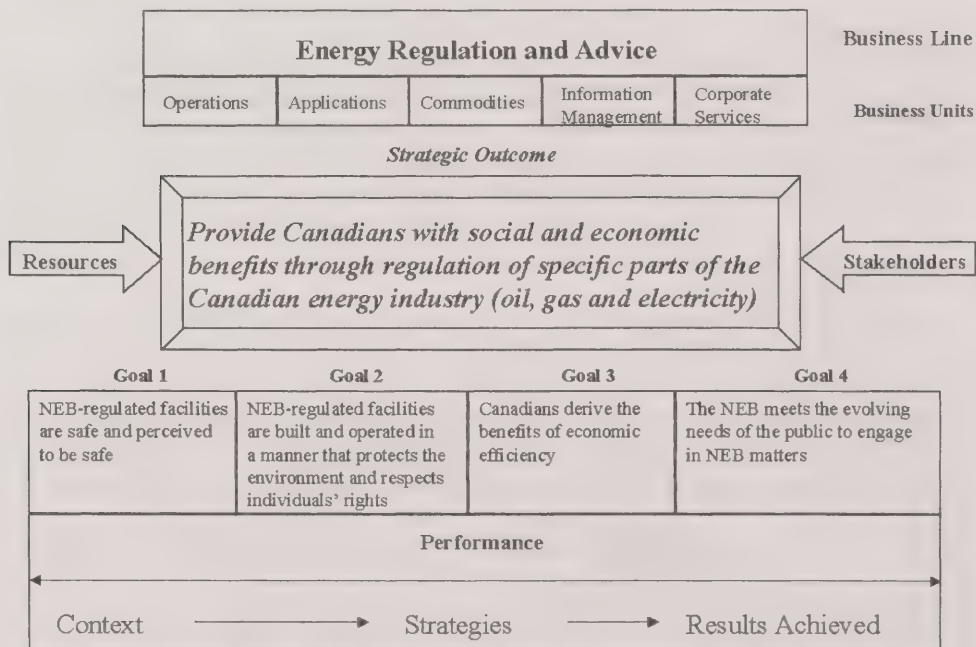 Energy Regulation and Advice
Business Line
Operations
Applications
Commodities
Information
Management
Corporate
Services
Business Units
Strategic Outcome
Resources
Provide Canadians with social and economic
benefits through regulation of specific parts of the
Canadian energy industry (oil, gas and electricity)
Stakeholders
Goal 1
NEB-regulated facilities
are safe and perceived
to be safe
Goal 2
NEB-regulated facilities
are built and operated in
a manner that protects the
environment and respects
individuals' rights
Goal 3
Canadians derive the
benefits of economic
efficiency
Goal 4
The NEB meets the evolving
needs of the public to engage
in NEB matters
Performance
Context
Strategies
Results Achieved